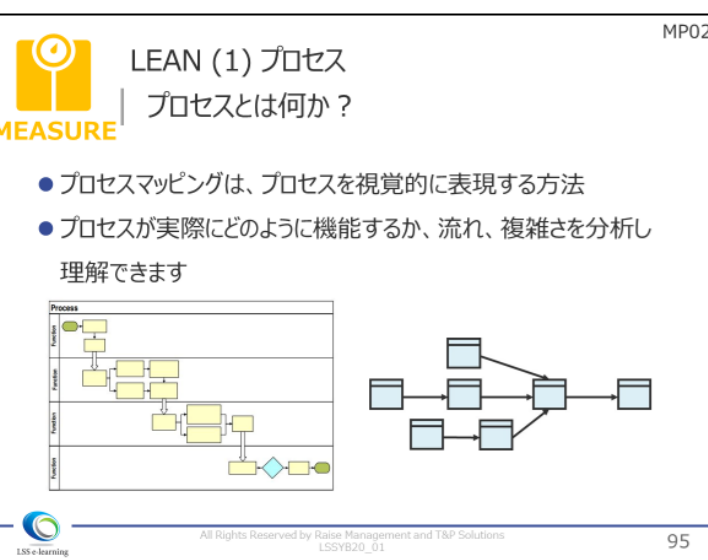 MP02
LEAN (1) プロセス
プロセスとは何か？
MEASURE
●プロセスマッピングは、プロセスを視覚的に表現する方法
●プロセスが実際にどのように機能するか、流れ、複雑さを分析し
理解できます
Process
Function
Function
Function
Function
LSS e-learning
All Rights Reserved by Raise Management and T&P Solutions
LSSYB20_01
95